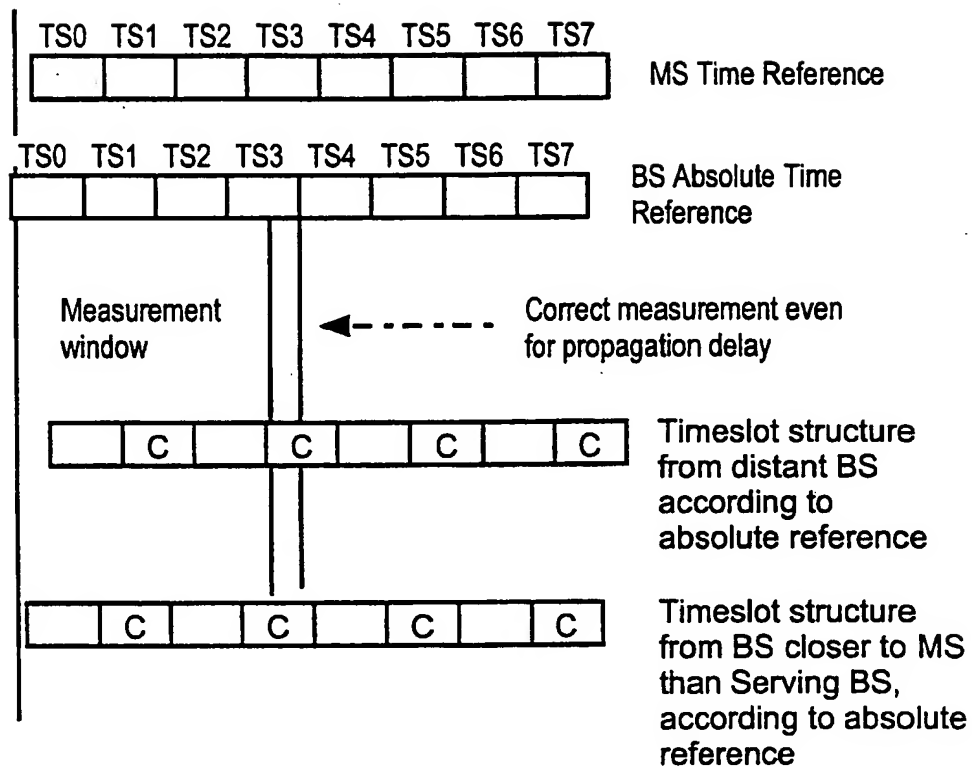 TS0 TS1 TS2 TS3 TS4 TS5 TS6 TS7
MS Time Reference
TS0 TS1 TS2 TS3 TS4 TS5 TS6 TS7
BS Absolute Time
Reference
Measurement
window
Correct measurement even
for propagation delay
C C C C
Timeslot structure
from distant BS
according to
absolute reference
C C C C
Timeslot structure
from BS closer to MS
than Serving BS,
according to absolute
reference